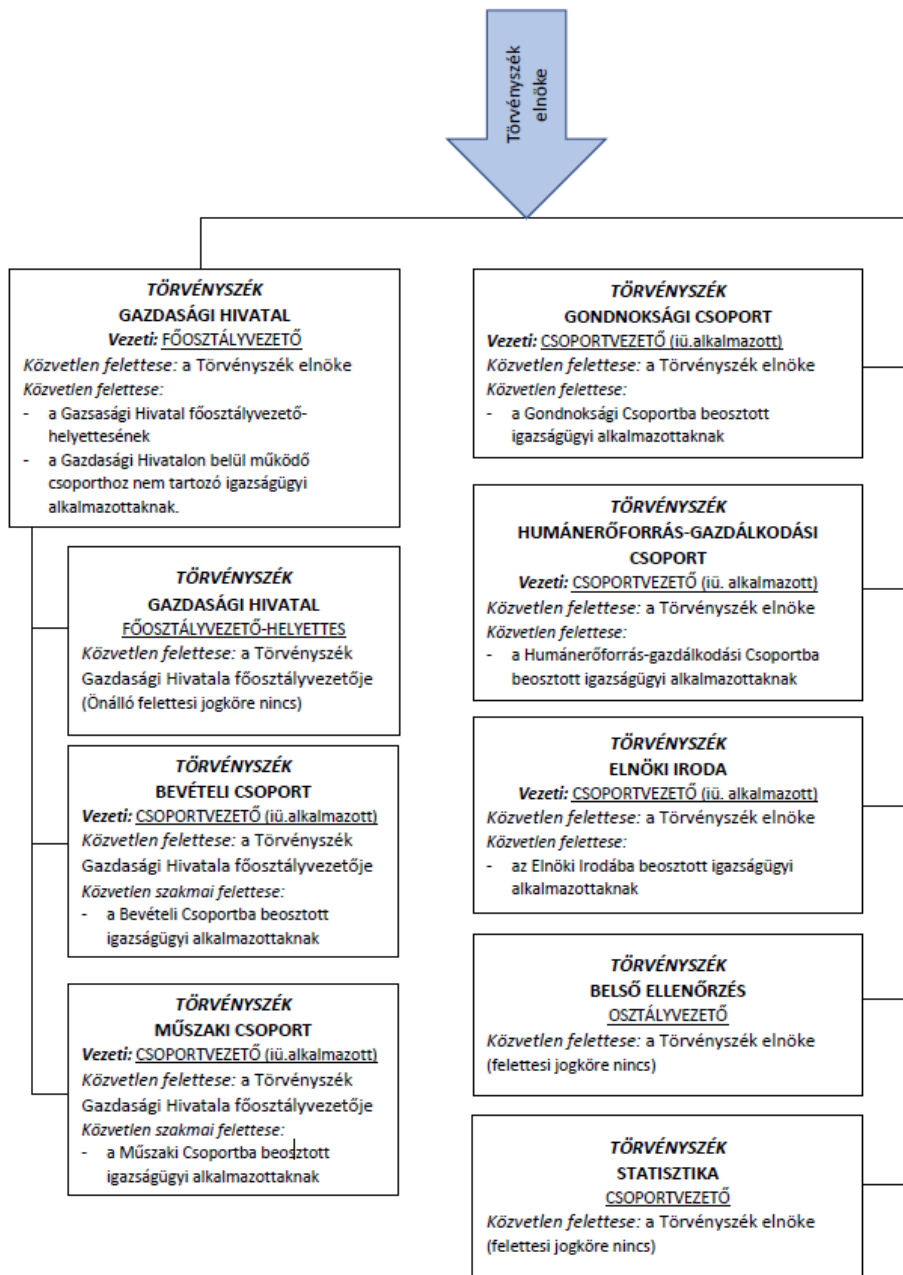 Törvényszék
elnöke
TÖRVÉNYSZÉK
GAZDASÁGI HIVATAL
Vezeti: FŐOSZTÁLYVEZETŐ
Közvetlen felettese: a Törvényszék elnöke
Közvetlen felettese:
- a Gazsasági Hivatal főosztályvezető-
helyettesének
- a Gazdasági Hivatalon belül működő
csoporthoz nem tartozó igazságügyi
alkalmazottaknak.
TÖRVÉNYSZÉK
GAZDASÁGI HIVATAL
FŐOSZTÁLYVEZETŐ-HELYETTES
Közvetlen felettese: a Törvényszék
Gazdasági Hivatala főosztályvezetője
(Önálló felettesi jogköre nincs)
TÖRVÉNYSZÉK
BEVÉTELI CSOPORT
Vezeti: CSOPORTVEZETŐ (iü.alkalmazott)
Közvetlen felettese: a Törvényszék
Gazdasági Hivatala főosztályvezetője
Közvetlen szakmai felettese:
- a Bevételi Csoportba beosztott
igazságügyi alkalmazottaknak
TÖRVÉNYSZÉK
MŰSZAKI CSOPORT
Vezeti: CSOPORTVEZETŐ (iü.alkalmazott)
Közvetlen felettese: a Törvényszék
Gazdasági Hivatala főosztályvezetője
Közvetlen szakmai felettese:
- a Műszaki Csoportba beosztott
igazságügyi alkalmazottaknak
TÖRVÉNYSZÉK
GONDNOKSÁGI CSOPORT
Vezeti: CSOPORTVEZETŐ (iü.alkalmazott)
Közvetlen felettese: a Törvényszék elnöke
Közvetlen felettese:
- a Gondnoksági Csoportba beosztott
igazságügyi alkalmazottaknak
TÖRVÉNYSZÉK
HUMÁNERŐFORRÁS-GAZDÁLKODÁSI
CSOPORT
Vezeti: CSOPORTVEZETŐ (iü. alkalmazott)
Közvetlen felettese: a Törvényszék elnöke
Közvetlen felettese:
- a Humánerőforrás-gazdálkodási Csoportba
beosztott igazságügyi alkalmazottaknak
TÖRVÉNYSZÉK
ELNÖKI IRODA
Vezeti: CSOPORTVEZETŐ (iü. alkalmazott)
Közvetlen felettese: a Törvényszék elnöke
Közvetlen felettese:
- az Elnöki Irodába beosztott igazságügyi
alkalmazottaknak
TÖRVÉNYSZÉK
BELSŐ ELLENŐRZÉS
OSZTÁLYVEZETŐ
Közvetlen felettese: a Törvényszék elnöke
(felettesi jogköre nincs)
TÖRVÉNYSZÉK
STATISZTIKA
CSOPORTVEZETŐ
Közvetlen felettese: a Törvényszék elnöke
(felettesi jogköre nincs)